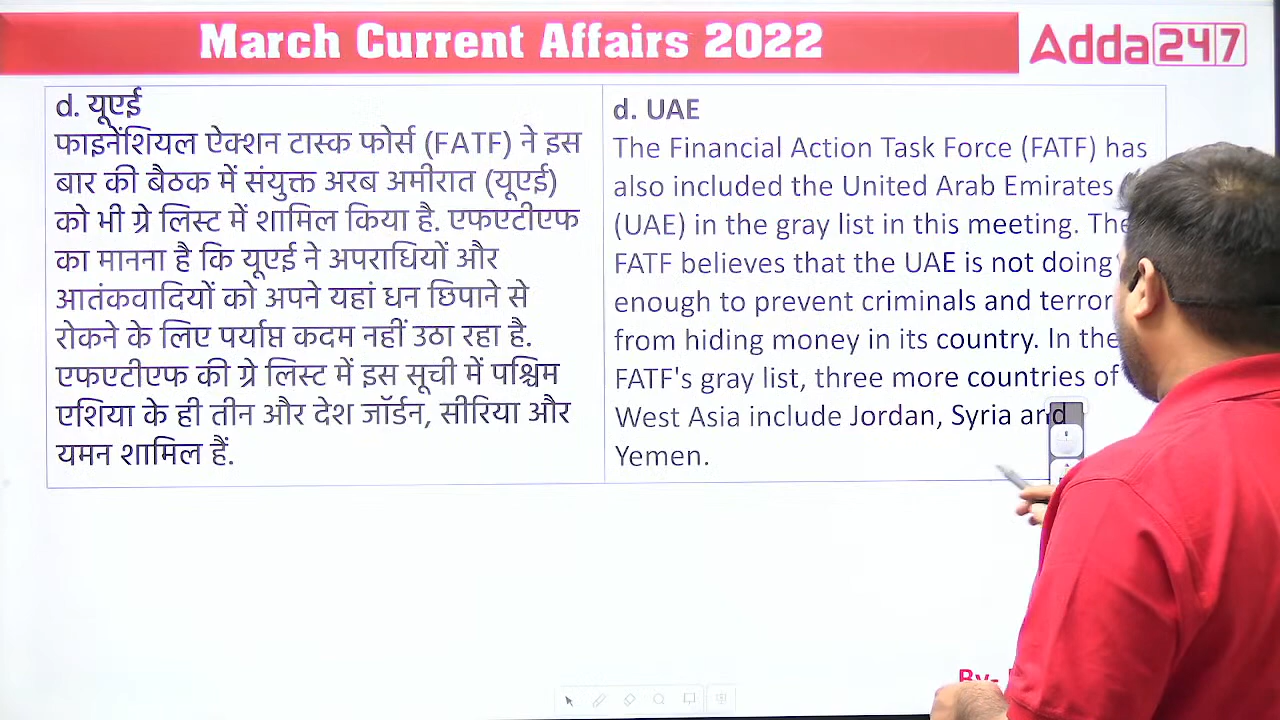 March Current Affairs 2022
Adda247
d. यूएई
फाइनेंशियल ऐक्शन टास्क फोर्स (FATF) ने इस
बार की बैठक में संयुक्त अरब अमीरात (यूएई)
को भी ग्रे लिस्ट में शामिल किया है. एफएटीएफ
का मानना है कि यूएई ने अपराधियों और
आतंकवादियों को अपने यहां धन छिपाने से
रोकने के लिए पर्याप्त कदम नहीं उठा रहा है.
एफएटीएफ की ग्रे लिस्ट में इस सूची में पश्चिम
एशिया के ही तीन और देश जॉर्डन, सीरिया और
यमन शामिल हैं.
d. UAE
The Financial Action Task Force (FATF) has
also included the United Arab Emirates
(UAE) in the gray list in this meeting. The
FATF believes that the UAE is not doing
enough to prevent criminals and
from hiding money in its country. In the
FATF's gray list, three more countries of
West Asia include Jordan, Syria and
Yemen.
By-